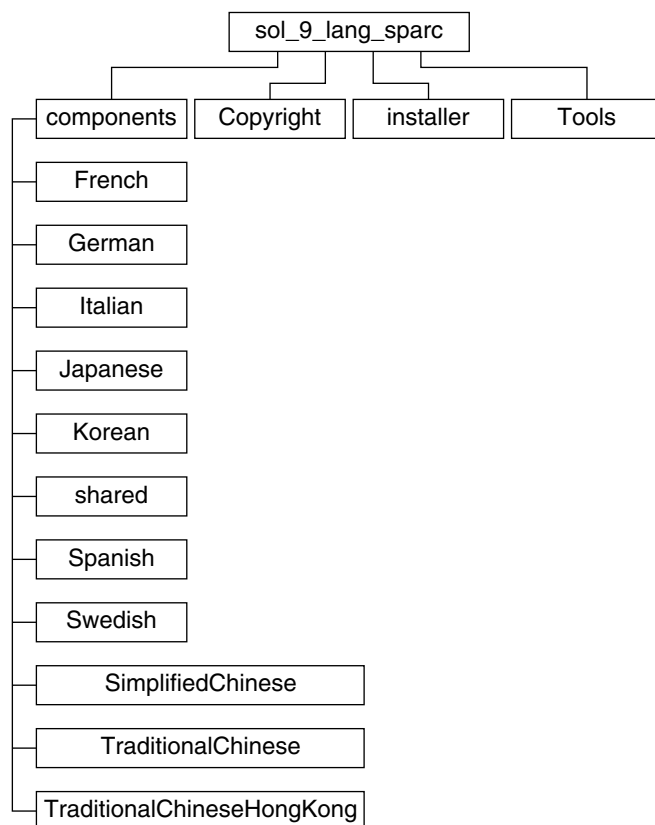 sol_9_lang_sparc
components
Copyright
installer
Tools
French
German
Italian
Japanese
Korean
shared
Spanish
Swedish
SimplifiedChinese
TraditionalChinese
TraditionalChineseHongKong